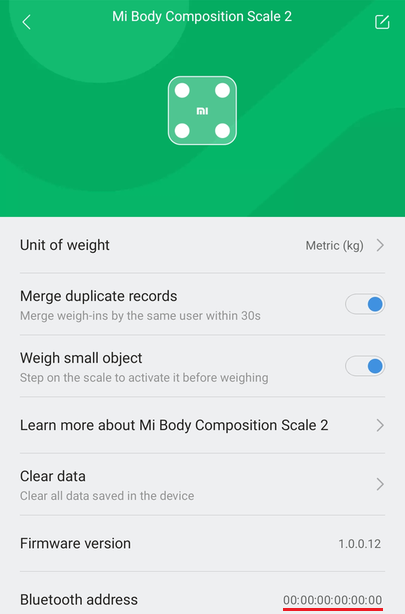 Mi Body Composition Scale 2
mi
Unit of weight Metric (kg)
Merge duplicate records
Merge weigh-ins by the same user within 30s
Weigh small object
Step on the scale to activate it before weighing
Learn more about Mi Body Composition Scale 2
Clear data
Clear all data saved in the device
Firmware version 1.0.0.12
Bluetooth address 00:00:00:00:00:00